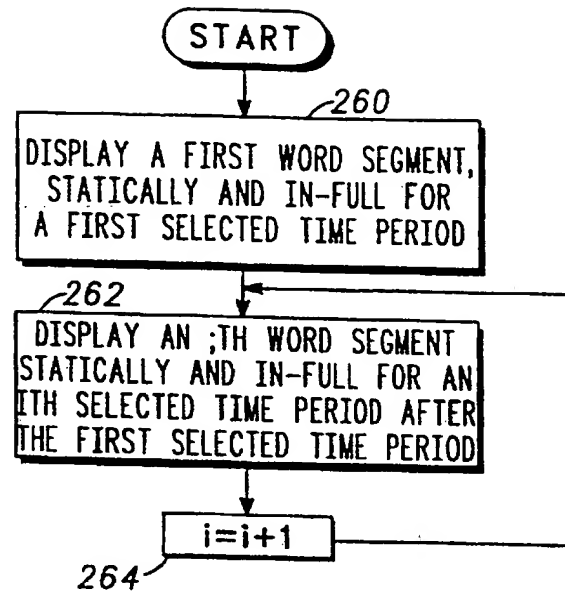 START
260
DISPLAY A FIRST WORD SEGMENT,
STATICALLY AND IN-FULL FOR
A FIRST SELECTED TIME PERIOD
262
DISPLAY AN ;TH WORD SEGMENT
STATICALLY AND IN-FULL FOR AN
ITH SELECTED TIME PERIOD AFTER
THE FIRST SELECTED TIME PERIOD
i=i+1
264